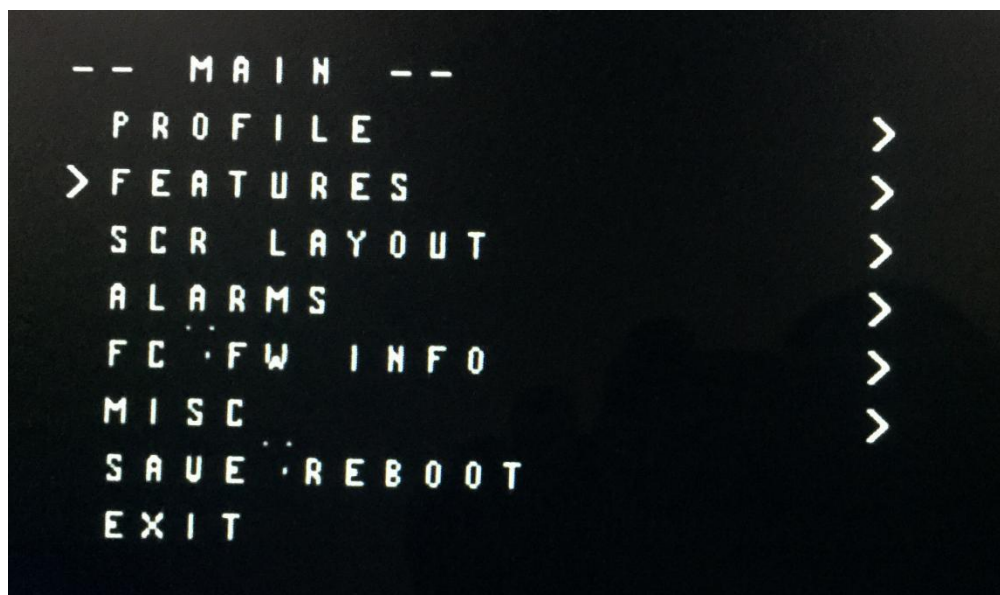 -- MAIN --
PROFILE >
>FEATURES >
SCR LAYOUT >
ALARMS >
FC FW INFO >
MISC >
SAVE REBOOT
EXIT